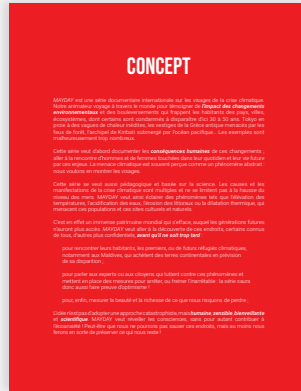 CONCEPT
MAYDAY est une série documentaire internationale sur les visages de la crise climatique.
Notre animateur voyage à travers le monde pour témoigner de l'impact des changements
environnementaux et des bouleversements qui frappent les habitants des pays, villes,
écosystèmes, dont certains sont condamnés à disparaître d'ici 30 à 50 ans. Tokyo en
proie à des vagues de chaleur inédites, les vestiges de la Grèce antique menacés par les
feux de forêt, l'archipel de Kiribati submergé par l'océan pacifique... Les exemples sont
malheureusement trop nombreux.
Cette série veut d'abord documenter les conséquences humaines de ces changements ;
aller à la rencontre d'hommes et de femmes touchées dans leur quotidien et leur vie future
par ces enjeux. La menace climatique est souvent perçue comme un phénomène abstrait :
nous voulons en montrer les visages.
Cette série se veut aussi pédagogique et basée sur la science. Les causes et les
manifestations de la crise climatique sont multiples et ne se limitent pas à la hausse du
niveau des mers. MAYDAY veut ainsi éclairer des phénomènes tels que l'élévation des
températures, l'acidification des eaux, l'érosion des littoraux ou la dilatation thermique, qui
menacent ces populations et ces sites culturels et naturels.
C'est en effet un immense patrimoine mondial qui s'efface, auquel les générations futures
n'auront plus accès. MAYDAY veut aller à la découverte de ces endroits, certains connus
de tous, d'autres plus confidentiels, avant qu'il ne soit trop tard :
pour rencontrer leurs habitants, les premiers, ou de futurs réfugiés climatiques,
notamment aux Maldives, qui achètent des terres continentales en prévision
de sa disparition ;
pour parler aux experts ou aux citoyens qui luttent contre ces phénomènes et
mettent en place des mesures pour arrêter, ou freiner l'inévitable : la série saura
donc aussi faire preuve d'optimisme !
pour, enfin, mesurer la beauté et la richesse de ce que nous risquons de perdre ;
L'idée n'est pas d'adopter une approche catastrophiste, mais humaine, sensible, bienveillante
et scientifique. MAYDAY veut réveiller les consciences, sans pour autant contribuer à
l'écoanxiété ! Peut-être que nous ne pourrons pas sauver ces endroits, mais au moins nous
ferons en sorte de préserver ce qui nous reste !